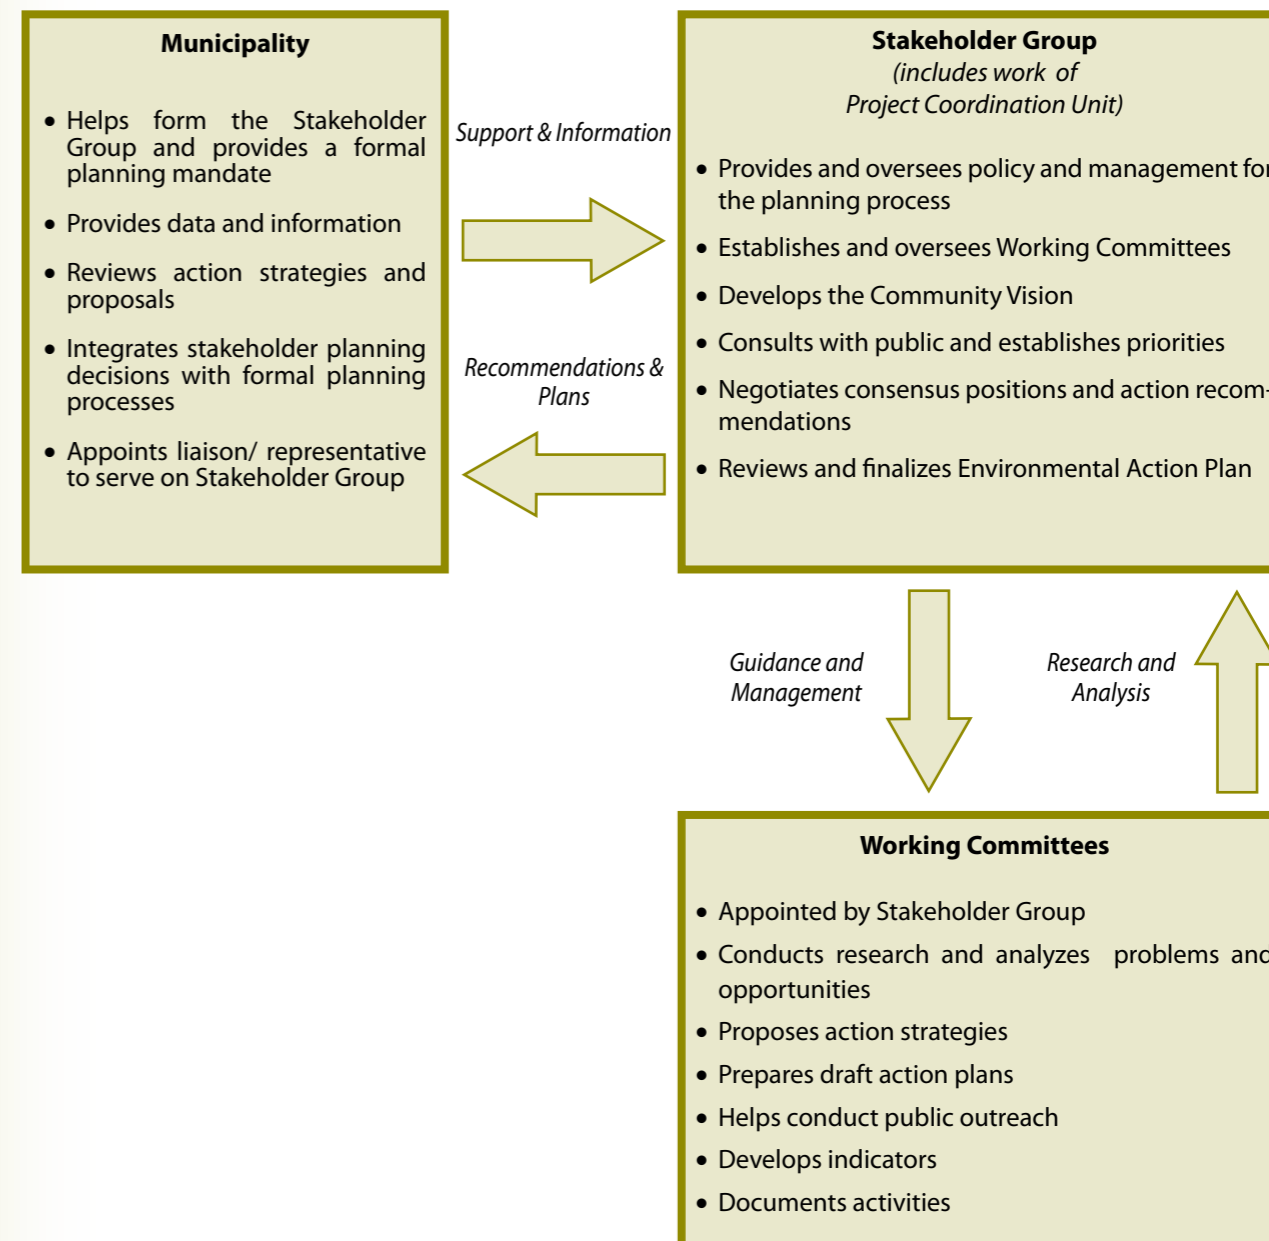 Municipality
• Helps form the Stakeholder
Group and provides a formal
planning mandate
• Provides data and information
• Reviews action strategies and
proposals
• Integrates stakeholder planning
decisions with formal planning
processes
• Appoints liaison/ representative
to serve on Stakeholder Group
Support & Information
Recommendations &
Plans
Stakeholder Group
(includes work of
Project Coordination Unit)
• Provides and oversees policy and management for
the planning process
• Establishes and oversees Working Committees
• Develops the Community Vision
• Consults with public and establishes priorities
• Negotiates consensus positions and action recom-
mendations
• Reviews and finalizes Environmental Action Plan
Guidance and
Management
Research and
Analysis
Working Committees
• Appointed by Stakeholder Group
• Conducts research and analyzes problems and
opportunities
• Proposes action strategies
• Prepares draft action plans
• Helps conduct public outreach
• Develops indicators
• Documents activities